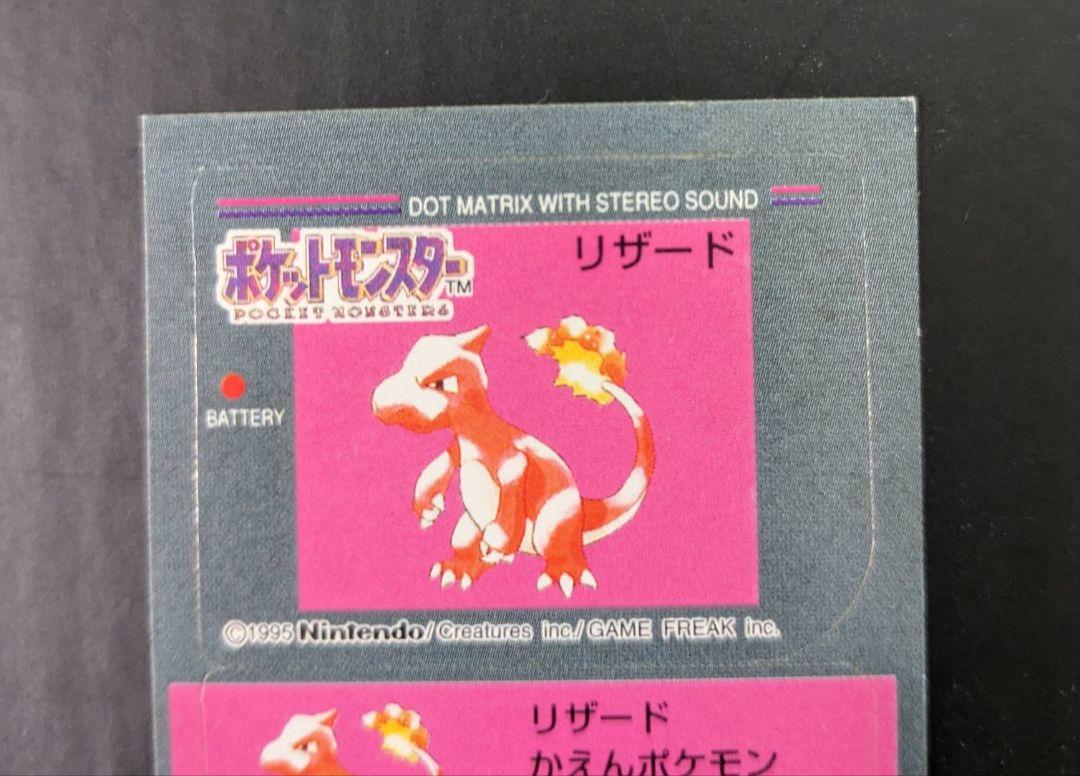 DOT MATRIX WITH STEREO SOUND
ポケットモンスター TM
POCKET MONSTERS
リザード
BATTERY
©1995 Nintendo/Creatures inc./GAME FREAK inc.
リザード
かえんポケモン